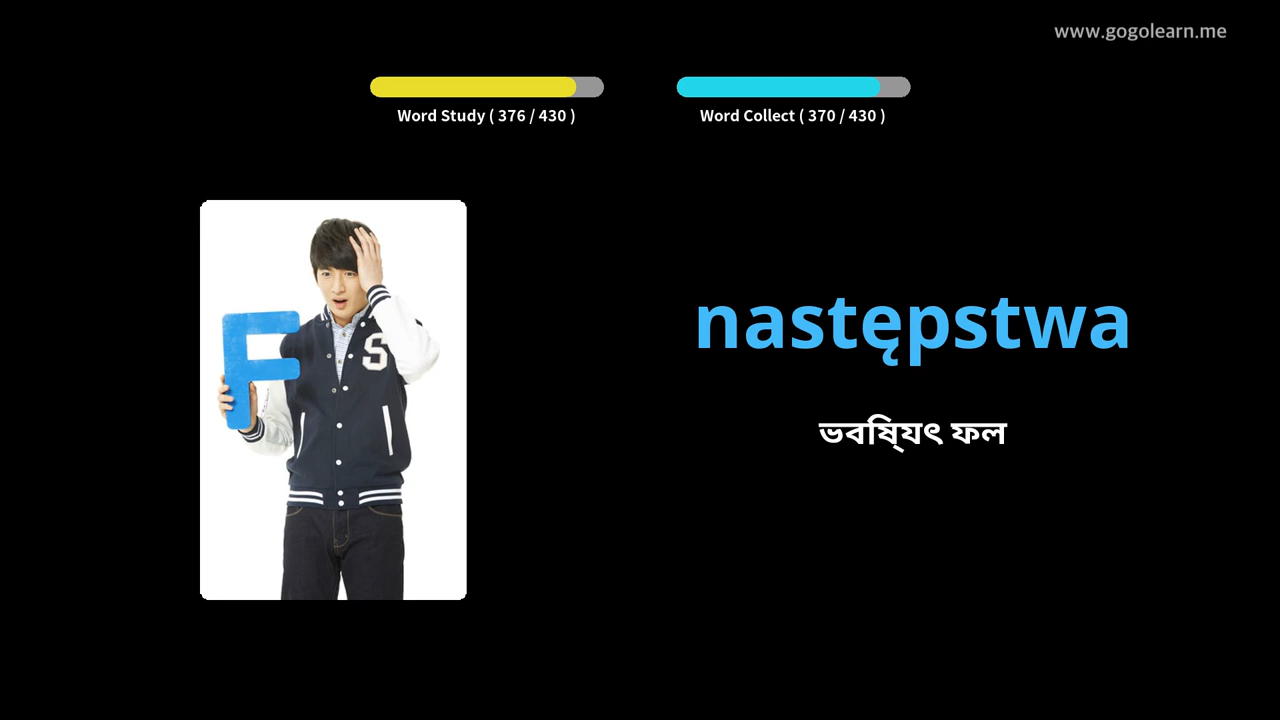 www.gogolearn.me
Word Study ( 376 / 430 )
Word Collect ( 370 / 430 )
F
S
następstwa
ভবিষ্যৎ ফল